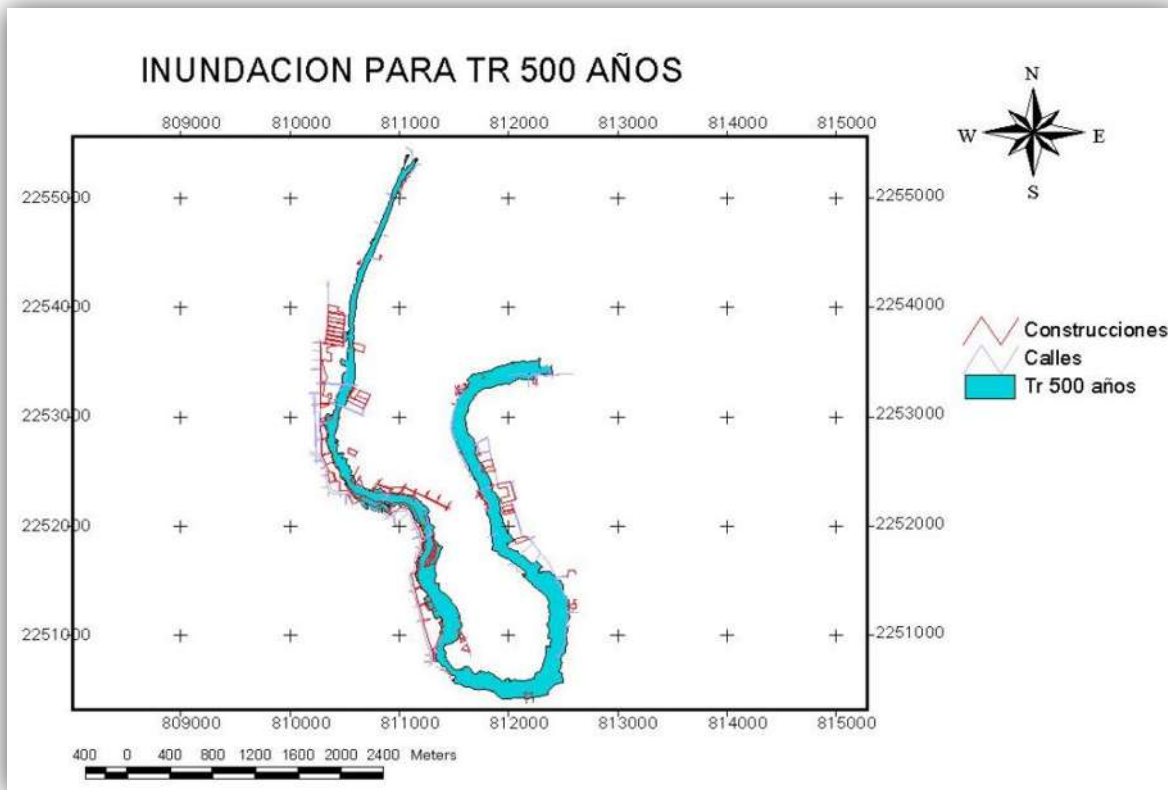 INUNDACION PARA TR 500 AÑOS
N
W E
S
809000 810000 811000 812000 813000 814000 815000
2255000 2255000
2254000 2254000
2253000 2253000
2252000 2252000
2251000 2251000
809000 810000 811000 812000 813000 814000 815000
Construcciones
Calles
Tr 500 años
400 0 400 800 1200 1600 2000 2400 Meters